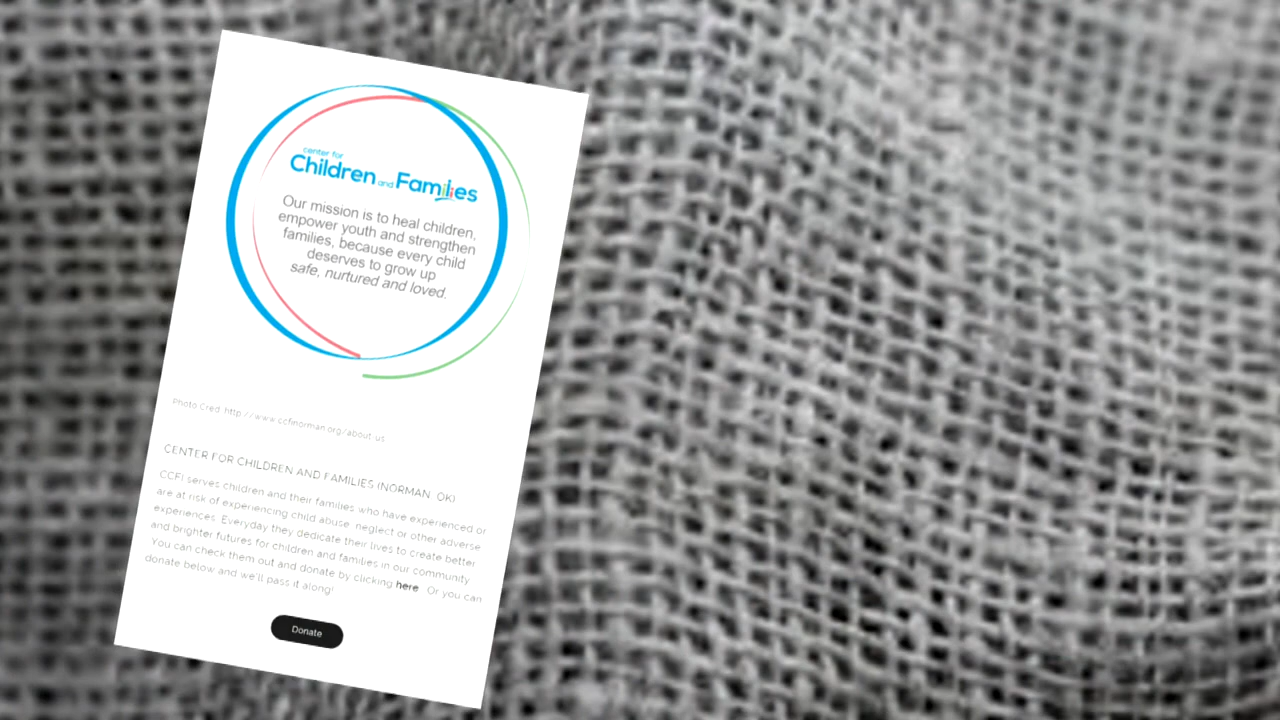 center for
Children and Families
Our mission is to heal children,
empower youth and strengthen
families, because every child
deserves to grow up
safe, nurtured and loved.
Photo Cred: http://www.ccfinorman.org/about-us
CENTER FOR CHILDREN AND FAMILIES (NORMAN, OK)
CCFI serves children and their families who have experienced or
are at risk of experiencing child abuse, neglect or other adverse
experiences. Everyday they dedicate their lives to create better
and brighter futures for children and families in our community.
You can check them out and donate by clicking here. Or you can
donate below and we'll pass it along!
Donate